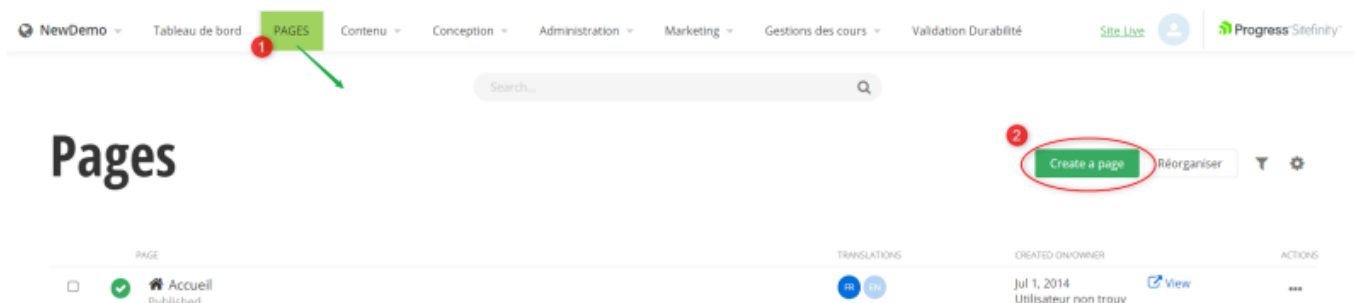 NewDemo Tableau de bord PAGES Contenu Conception Administration Marketing Gestions des cours Validation Durabilité Site Live Progress Sitefinity
1
Search...
2
Pages
Create a page Réorganiser
PAGE TRANSLATIONS CREATED ON/OWNER ACTIONS
Accueil FR EN Jul 1, 2014 View
Published Utilisateur non trouv